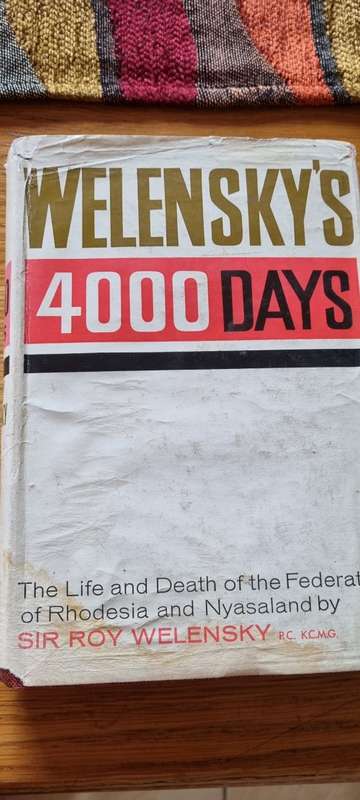 WELENSKY'S
4000 DAYS
The Life and Death of the Federat
of Rhodesia and Nyasaland by
SIR ROY WELENSKY P.C. K.C.M.G.